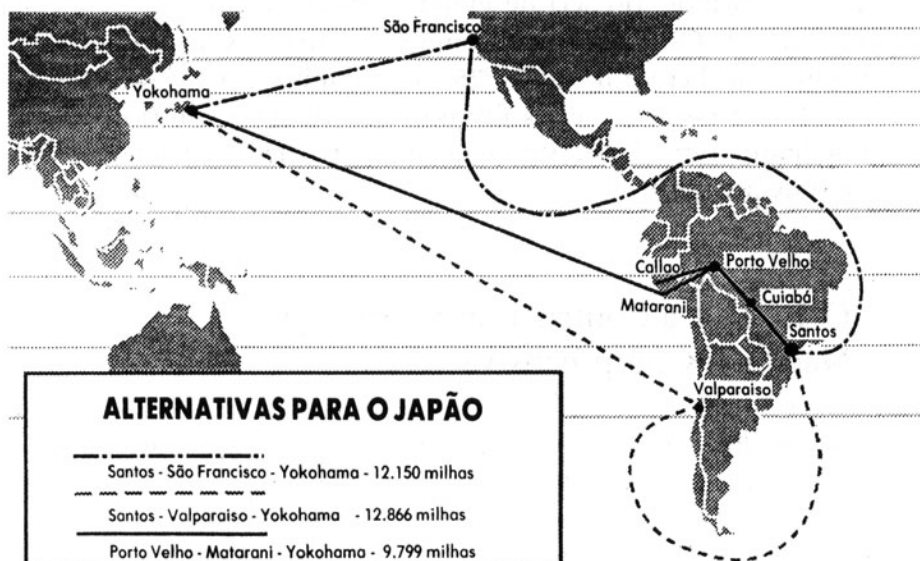 São Francisco
Yokohama
Callao
Porto Velho
Matarani
Cuiabá
Santos
Valparaiso
ALTERNATIVAS PARA O JAPÃO
Santos - São Francisco - Yokohama - 12.150 milhas
Santos - Valparaiso - Yokohama - 12.866 milhas
Porto Velho - Matarani - Yokohama - 9.799 milhas